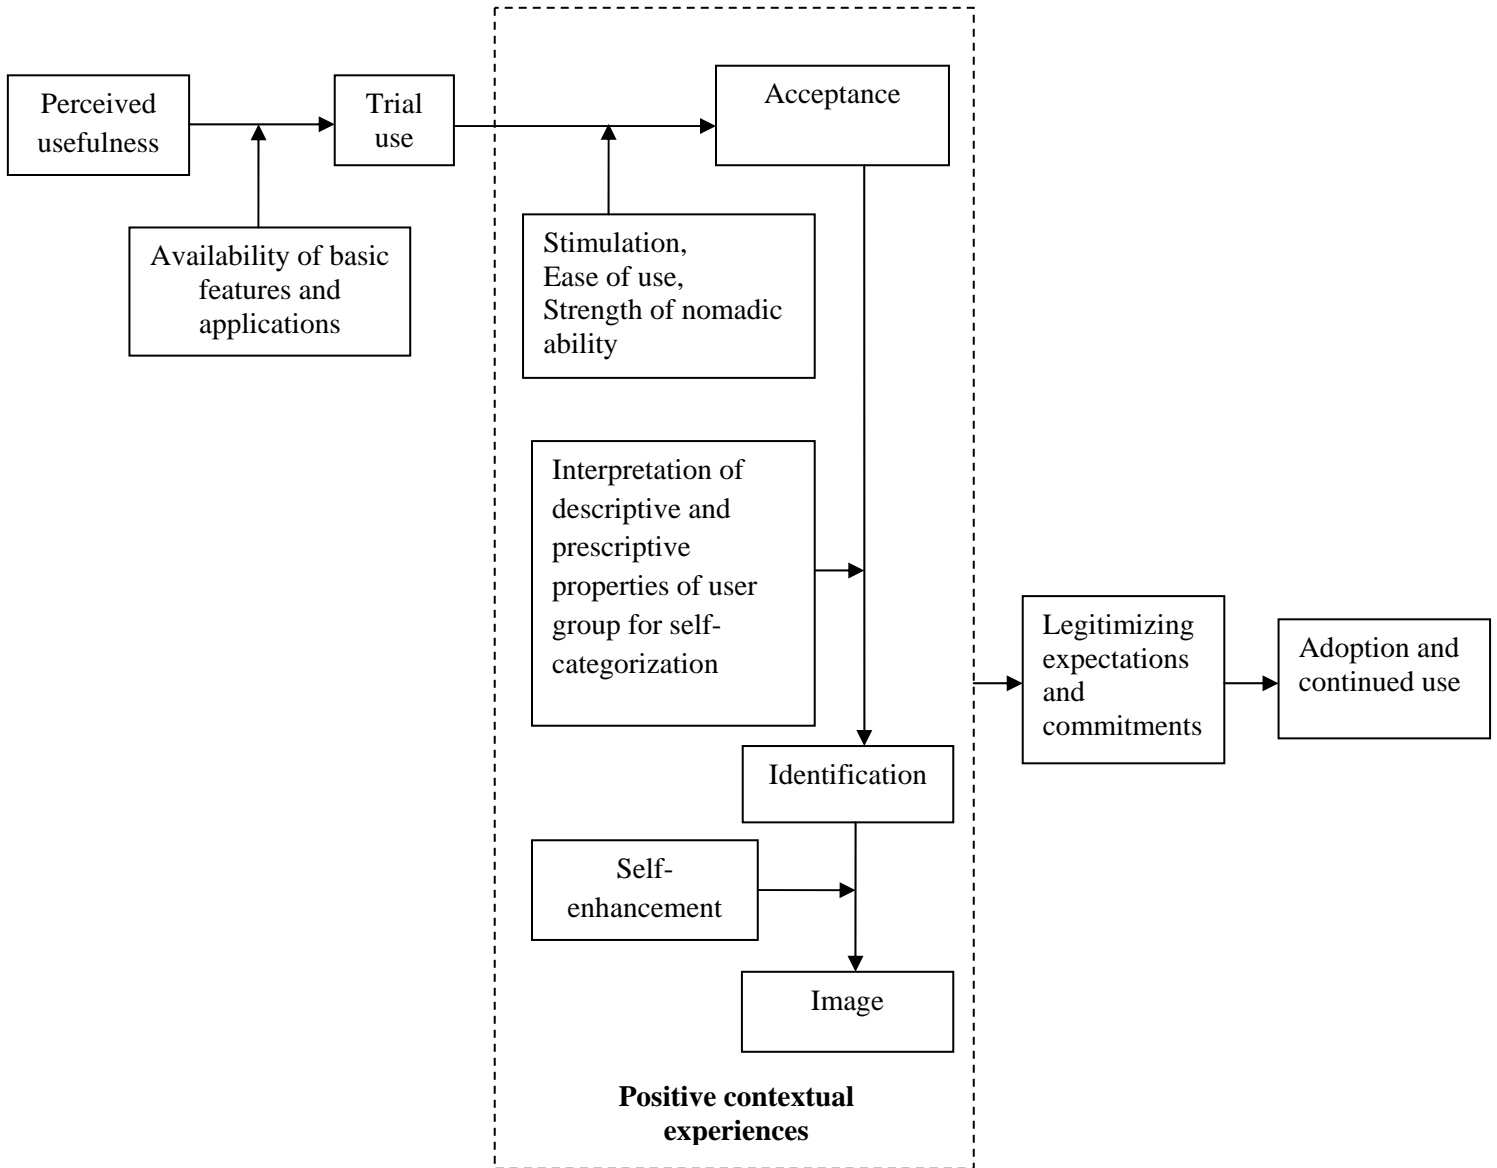 Perceived
usefulness
Trial
use
Acceptance
Availability of basic
features and
applications
Stimulation,
Ease of use,
Strength of nomadic
ability
Interpretation of
descriptive and
prescriptive
properties of user
group for self-
categorization
Legitimizing
expectations
and
commitments
Adoption and
continued use
Identification
Self-
enhancement
Image
Positive contextual
experiences